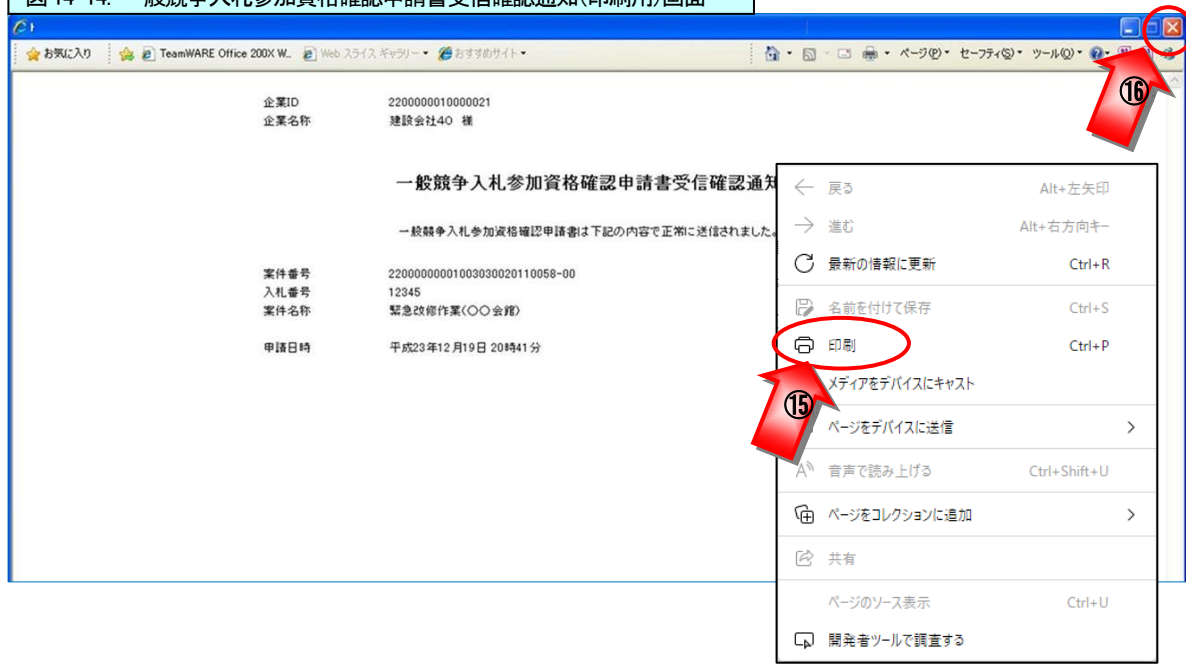 図 14-14. 一般競争入札参加資格確認申請書受信確認通知(印刷用)画面
お気に入り TeamWARE Office 200X W... Web スライス ギャラリー おすすめサイト ページ(P) セーフティ(S) ツール(O)
⑯
企業ID 2200000010000021
企業名称 建設会社40 様
一般競争入札参加資格確認申請書受信確認通知
一般競争入札参加資格確認申請書は下記の内容で正常に送信されました。
案件番号 22000000001003030020110058-00
入札番号 12345
案件名称 緊急改修作業(〇〇会館)
申請日時 平成23年12月19日 20時41分
戻る Alt+左矢印
進む Alt+右方向キー
最新の情報に更新 Ctrl+R
名前を付けて保存 Ctrl+S
印刷 Ctrl+P
メディアをデバイスにキャスト
⑮
ページをデバイスに送信
音声で読み上げる Ctrl+Shift+U
ページをコレクションに追加
共有
ページのソース表示 Ctrl+U
開発者ツールで調査する